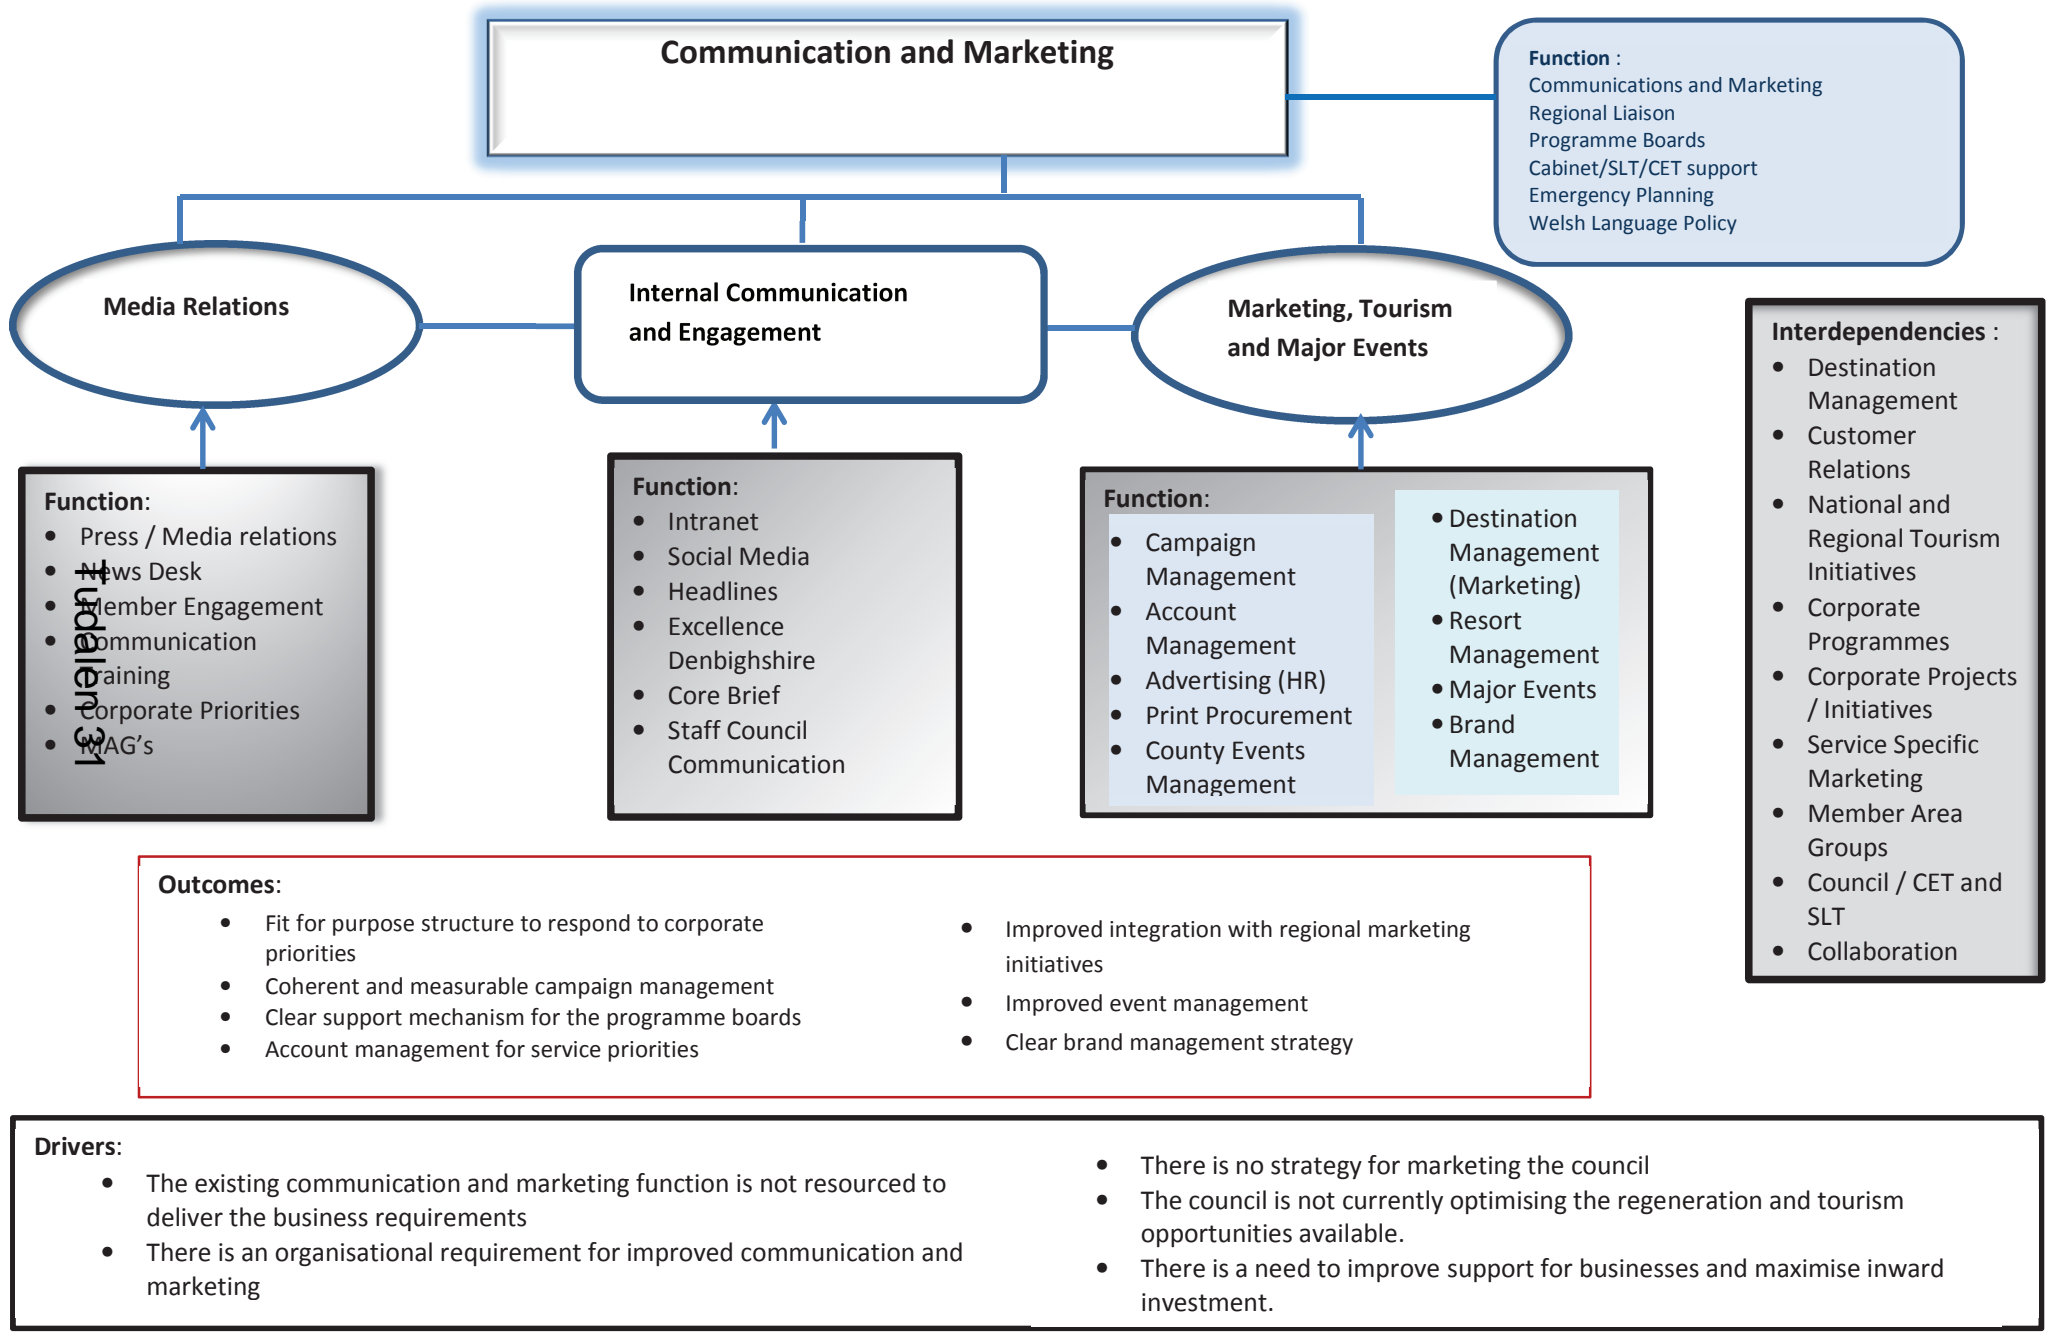 Communication and Marketing
Function :
Communications and Marketing
Regional Liaison
Programme Boards
Cabinet/SLT/CET support
Emergency Planning
Welsh Language Policy
Media Relations
Internal Communication
and Engagement
Marketing, Tourism
and Major Events
Function:
• Press / Media relations
• News Desk
• Member Engagement
• Communication
Training
• Corporate Priorities
• MAG's
Tudalen 31
Function:
• Intranet
• Social Media
• Headlines
• Excellence
Denbighshire
• Core Brief
• Staff Council
Communication
Function:
• Campaign
Management
• Account
Management
• Advertising (HR)
• Print Procurement
• County Events
Management
• Destination
Management
(Marketing)
• Resort
Management
• Major Events
• Brand
Management
Interdependencies :
• Destination
Management
• Customer
Relations
• National and
Regional Tourism
Initiatives
• Corporate
Programmes
• Corporate Projects
/ Initiatives
• Service Specific
Marketing
• Member Area
Groups
• Council / CET and
SLT
• Collaboration
Outcomes:
• Fit for purpose structure to respond to corporate
priorities
• Coherent and measurable campaign management
• Clear support mechanism for the programme boards
• Account management for service priorities
• Improved integration with regional marketing
initiatives
• Improved event management
• Clear brand management strategy
Drivers:
• The existing communication and marketing function is not resourced to
deliver the business requirements
• There is an organisational requirement for improved communication and
marketing
• There is no strategy for marketing the council
• The council is not currently optimising the regeneration and tourism
opportunities available.
• There is a need to improve support for businesses and maximise inward
investment.